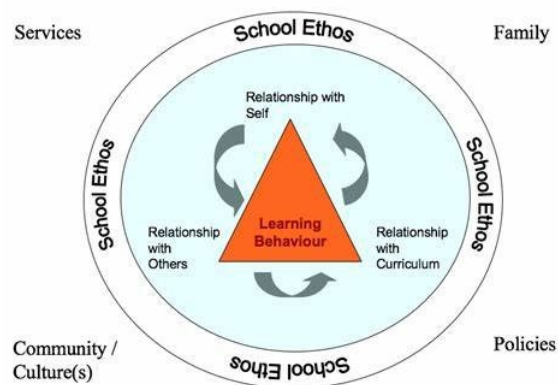 Services
School Ethos
Family
Relationship with
Self
School Ethos
School Ethos
Learning
Behaviour
Relationship
with
Others
Relationship
with
Curriculum
School Ethos
Community /
Culture(s)
Policies